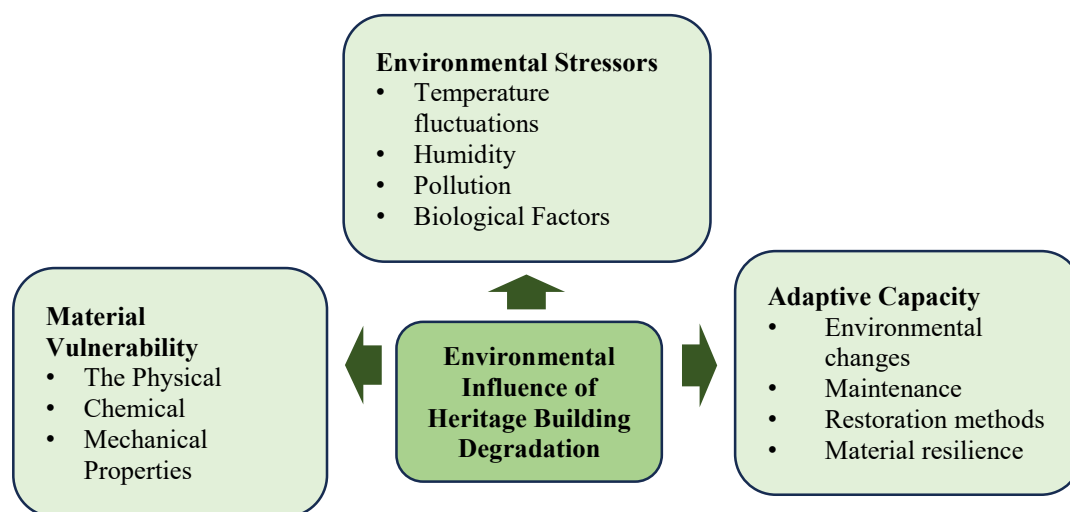 Environmental Stressors
• Temperature
fluctuations
• Humidity
• Pollution
• Biological Factors
Material
Vulnerability
• The Physical
• Chemical
• Mechanical
Properties
Environmental
Influence of
Heritage Building
Degradation
Adaptive Capacity
• Environmental
changes
• Maintenance
• Restoration methods
• Material resilience